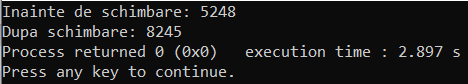 Inainte de schimbare: 5248
Dupa schimbare: 8245
Process returned 0 (0x0)   execution time : 2.897 s
Press any key to continue.